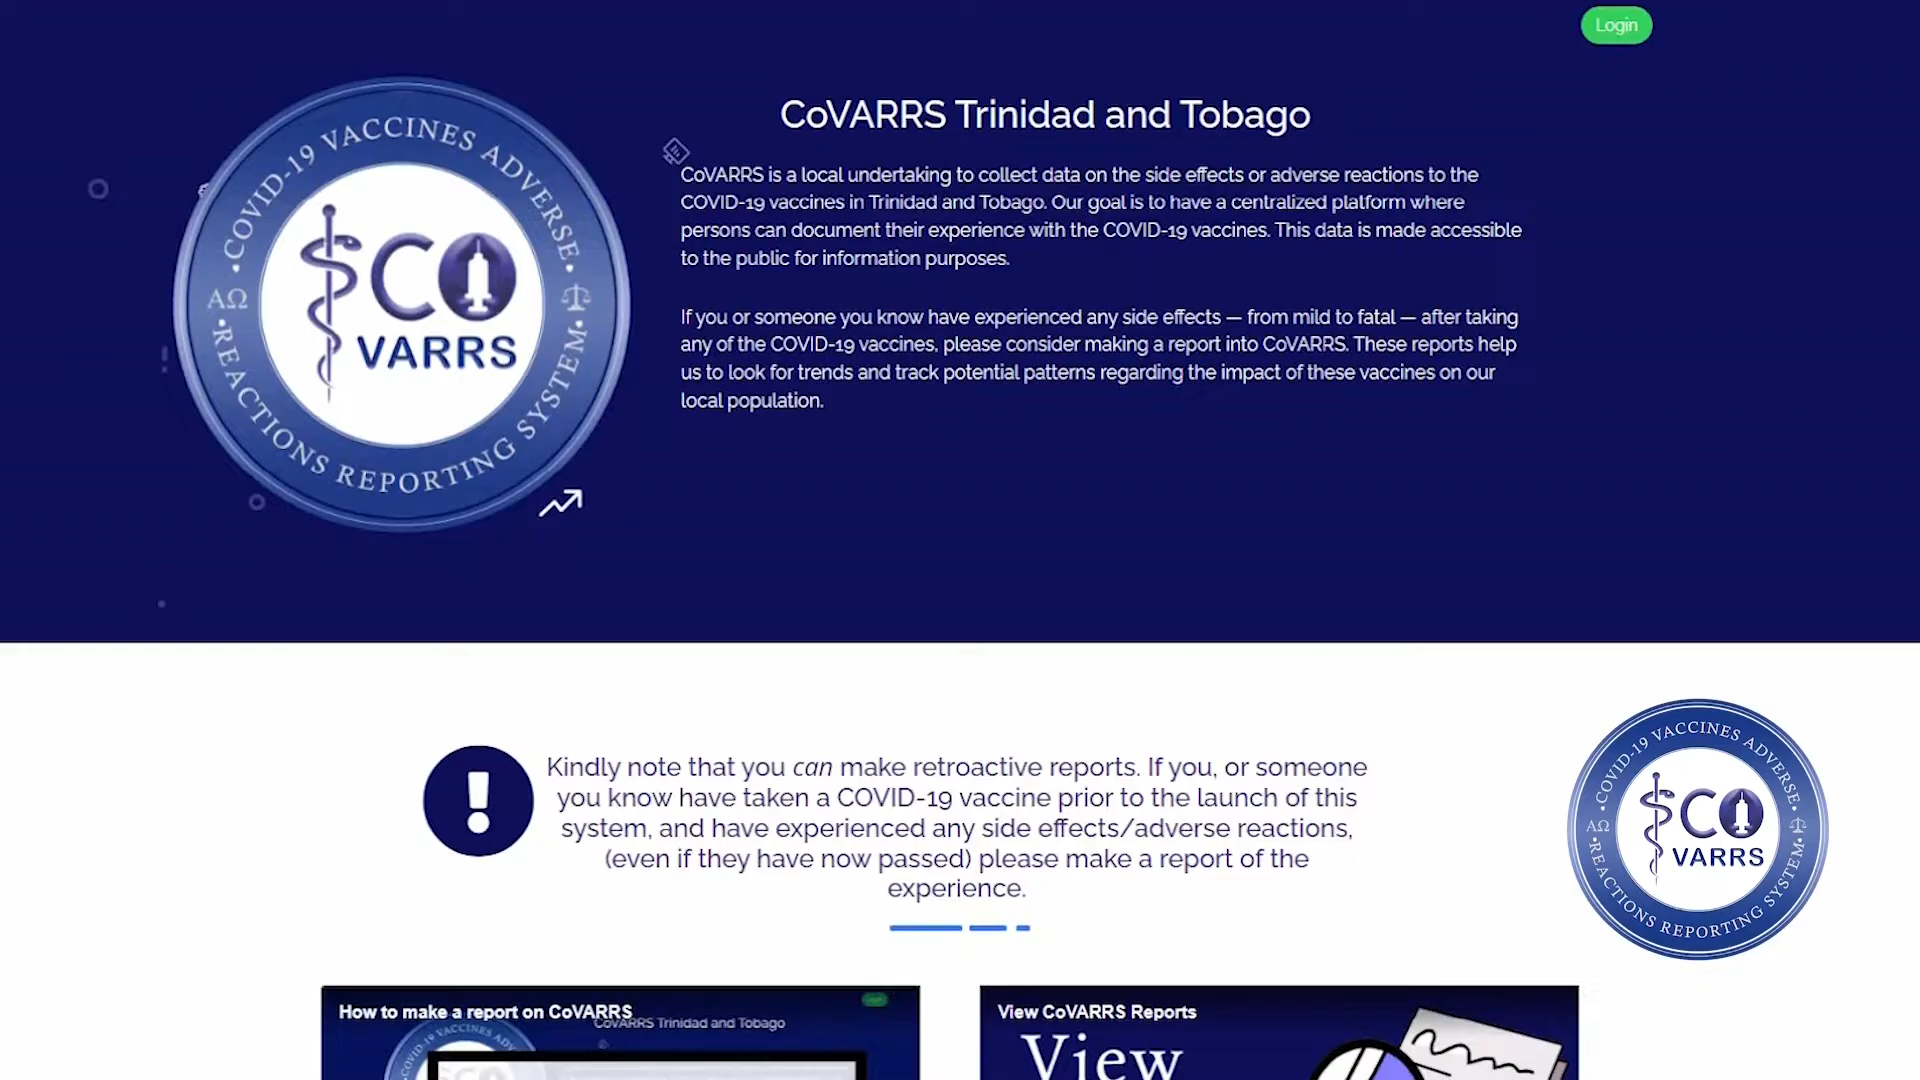 Login
CoVARRS Trinidad and Tobago
CoVARRS is a local undertaking to collect data on the side effects or adverse reactions to the
COVID-19 vaccines in Trinidad and Tobago. Our goal is to have a centralized platform where
persons can document their experience with the COVID-19 vaccines. This data is made accessible
to the public for information purposes.
If you or someone you know have experienced any side effects — from mild to fatal — after taking
any of the COVID-19 vaccines, please consider making a report into CoVARRS. These reports help
us to look for trends and track potential patterns regarding the impact of these vaccines on our
local population.
•COVID-19 VACCINES ADVERSE•
ΑΩ
•REACTIONS REPORTING SYSTEM•
CO
VARRS
Kindly note that you can make retroactive reports. If you, or someone
you know have taken a COVID-19 vaccine prior to the launch of this
system, and have experienced any side effects/adverse reactions,
(even if they have now passed) please make a report of the
experience.
•COVID-19 VACCINES ADVERSE•
ΑΩ
•REACTIONS REPORTING SYSTEM•
CO
VARRS
How to make a report on CoVARRS
CoVARRS Trinidad and Tobago
COVID-19 VACCINES ADV
View CoVARRS Reports
View